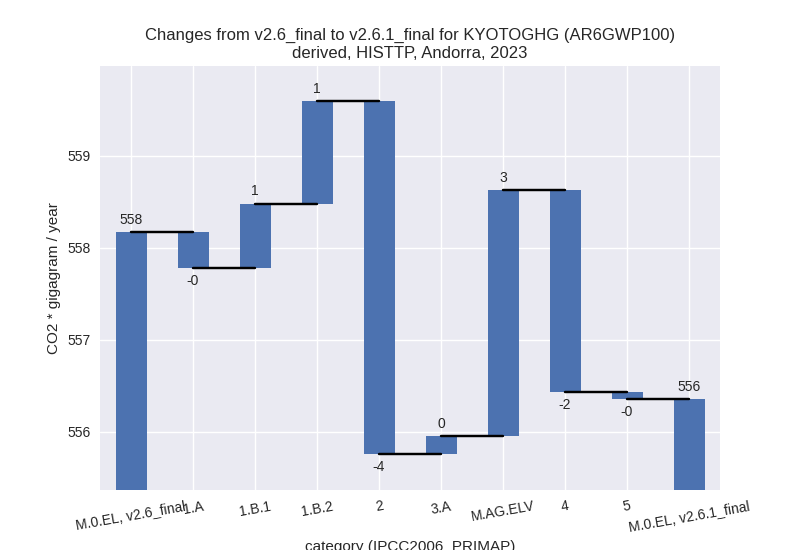 Changes from v2.6_final to v2.6.1_final for KYOTOGHG (AR6GWP100)
derived, HISTTP, Andorra, 2023
CO2 * gigagram / year
559
558
557
556
558
-0
1
1
-4
0
3
-2
-0
556
M.0.EL, v2.6_final
1.A
1.B.1
1.B.2
2
3.A
M.AG.ELV
4
5
M.0.EL, v2.6.1_final
category (IPCC2006_PRIMAP)